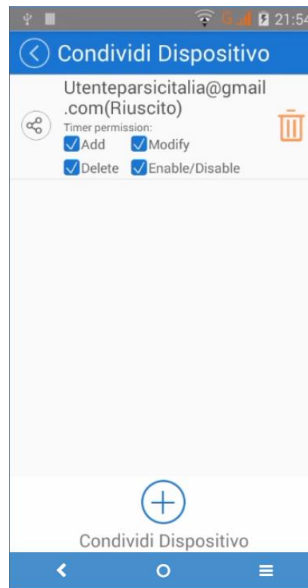 G 21:54
Condividi Dispositivo
Utenteparsicitalia@gmail
.com(Riuscito)
Timer permission:
Add Modify
Delete Enable/Disable
Condividi Dispositivo